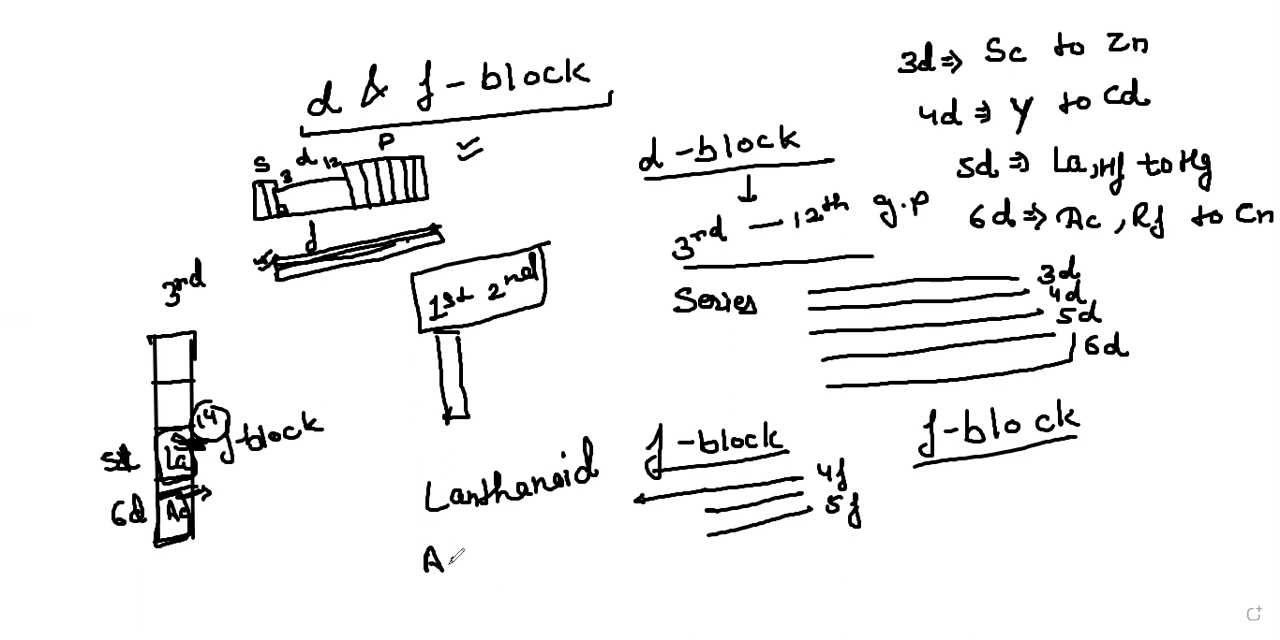 d & f - block
S 3 d 12 P
f
3rd
1st 2nd
La 14
f block
5d
6d Ac
Lanthanoid
A
d -block
3rd — 12th g.p
Series
3d
4d
5d
6d
f -block
4f
5f
3d ⇒ Sc to Zn
4d ⇒ Y to Cd
5d ⇒ La, Hf to Hg
6d ⇒ Ac, Rf to Cn
f-block